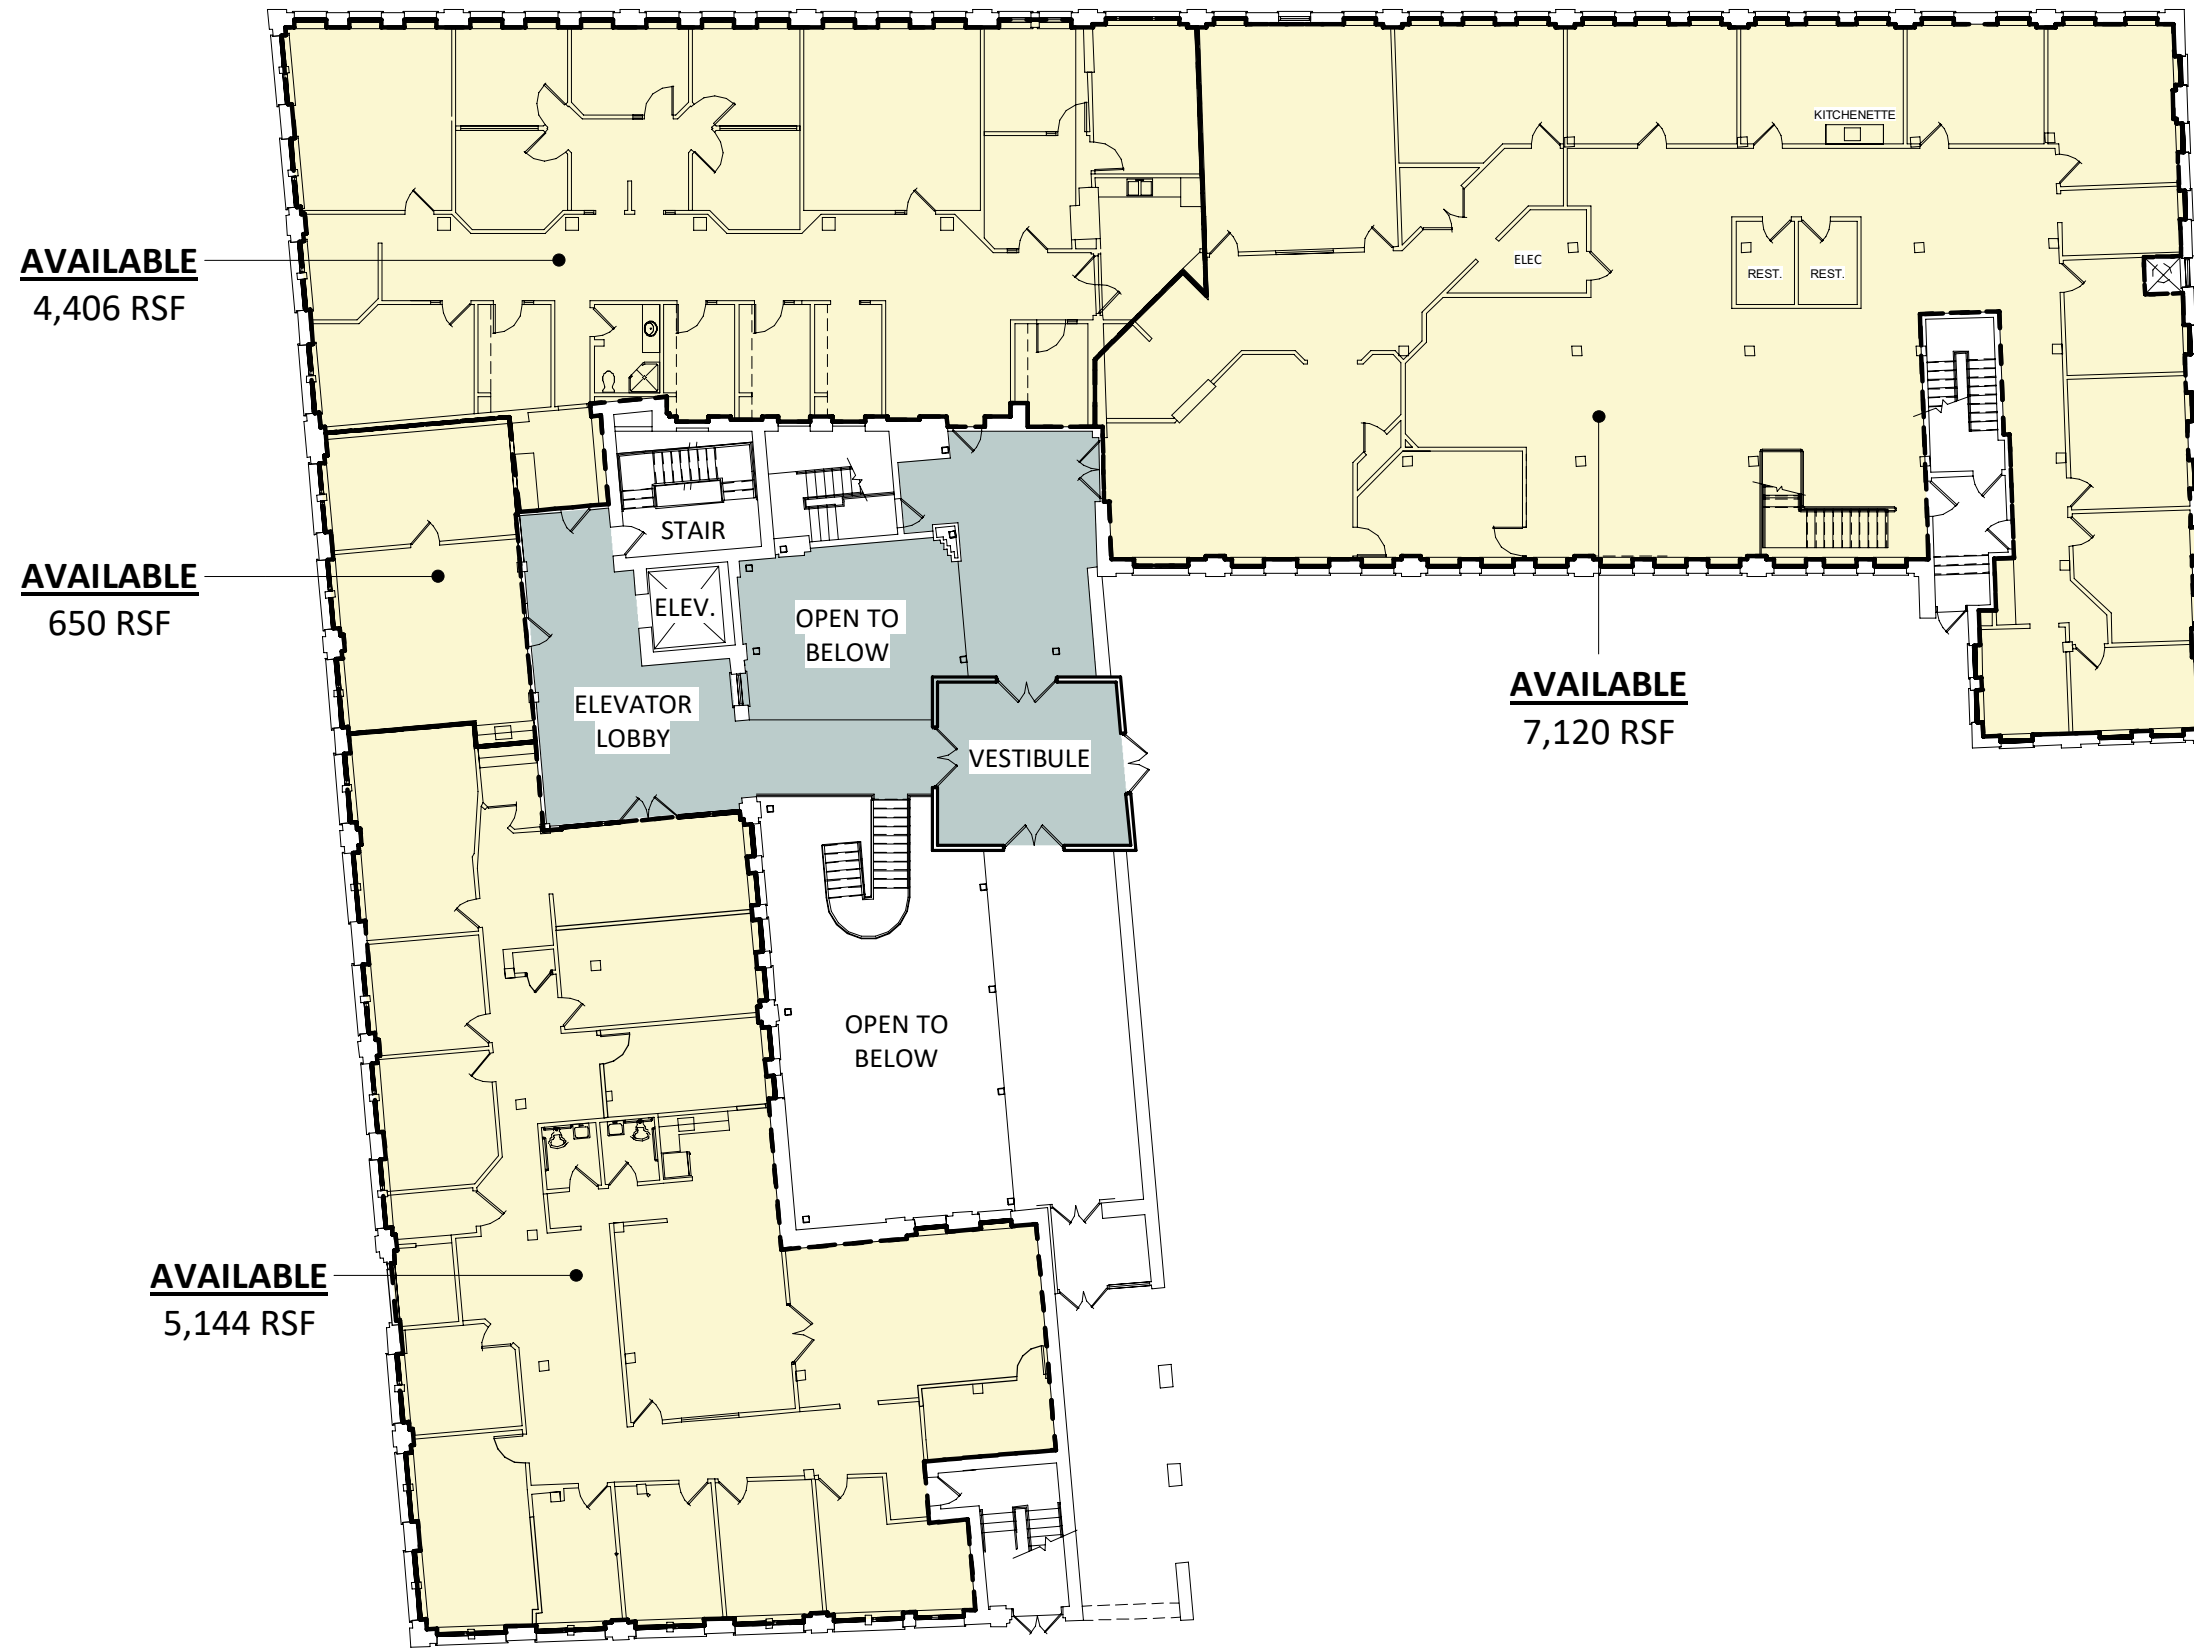 KITCHENETTE
AVAILABLE
4,406 RSF
ELEC
REST.
REST.
STAIR
AVAILABLE
650 RSF
ELEV.
OPEN TO
BELOW
ELEVATOR
LOBBY
AVAILABLE
7,120 RSF
VESTIBULE
OPEN TO
BELOW
AVAILABLE
5,144 RSF